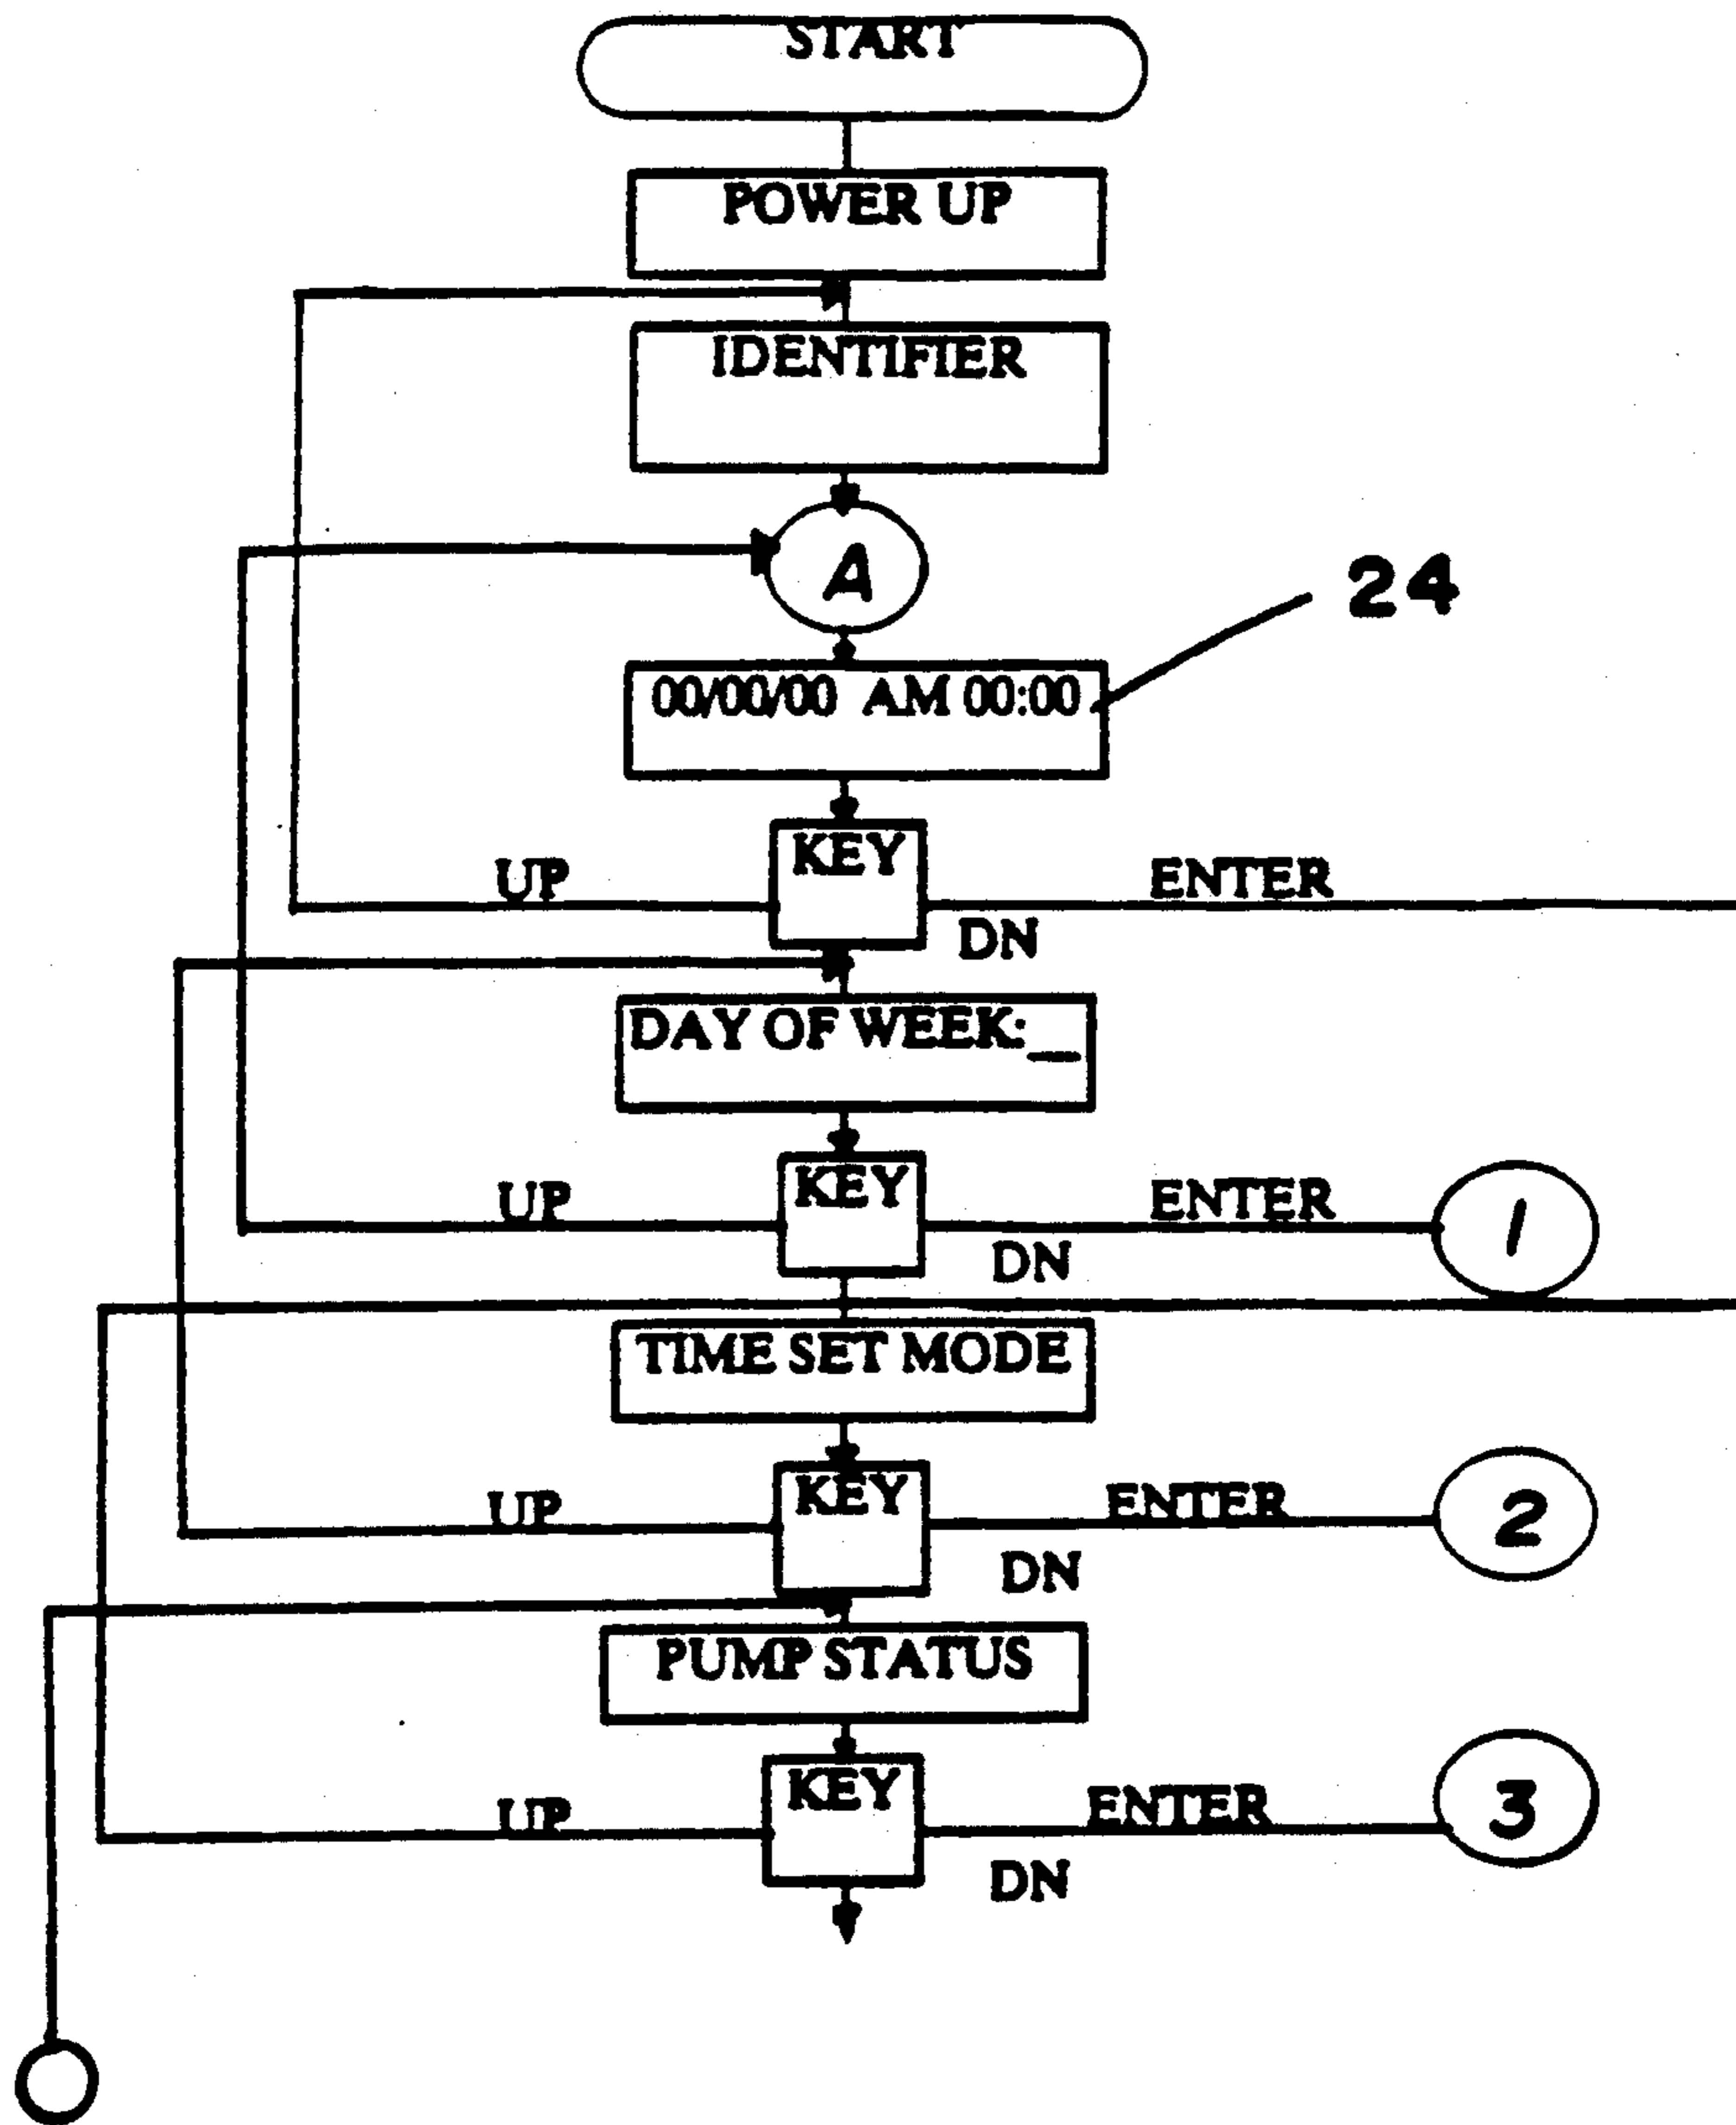 START
POWER UP
IDENTIFIER
A
24
00/00/00 AM 00:00
KEY
UP
ENTER
DN
DAY OF WEEK:__
KEY
UP
ENTER
1
DN
TIME SET MODE
KEY
UP
ENTER
2
DN
PUMP STATUS
KEY
UP
ENTER
3
DN